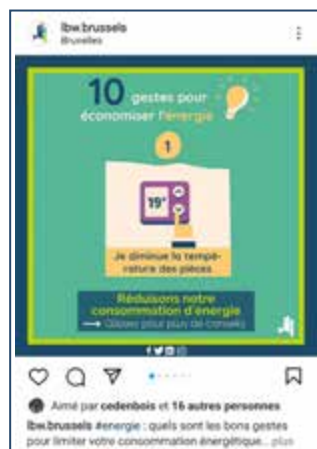 lbw.brussels
Bruxelles
10 gestes pour
économiser l'énergie
1
19°
Je diminue la tempé-
rature des pièces
Réduisons notre
consommation d'énergie
→ Glissez pour plus de conseils
Aimé par cedenbois et 16 autres personnes
lbw.brussels #energie : quels sont les bons gestes
pour limiter votre consommation énergétique... plus